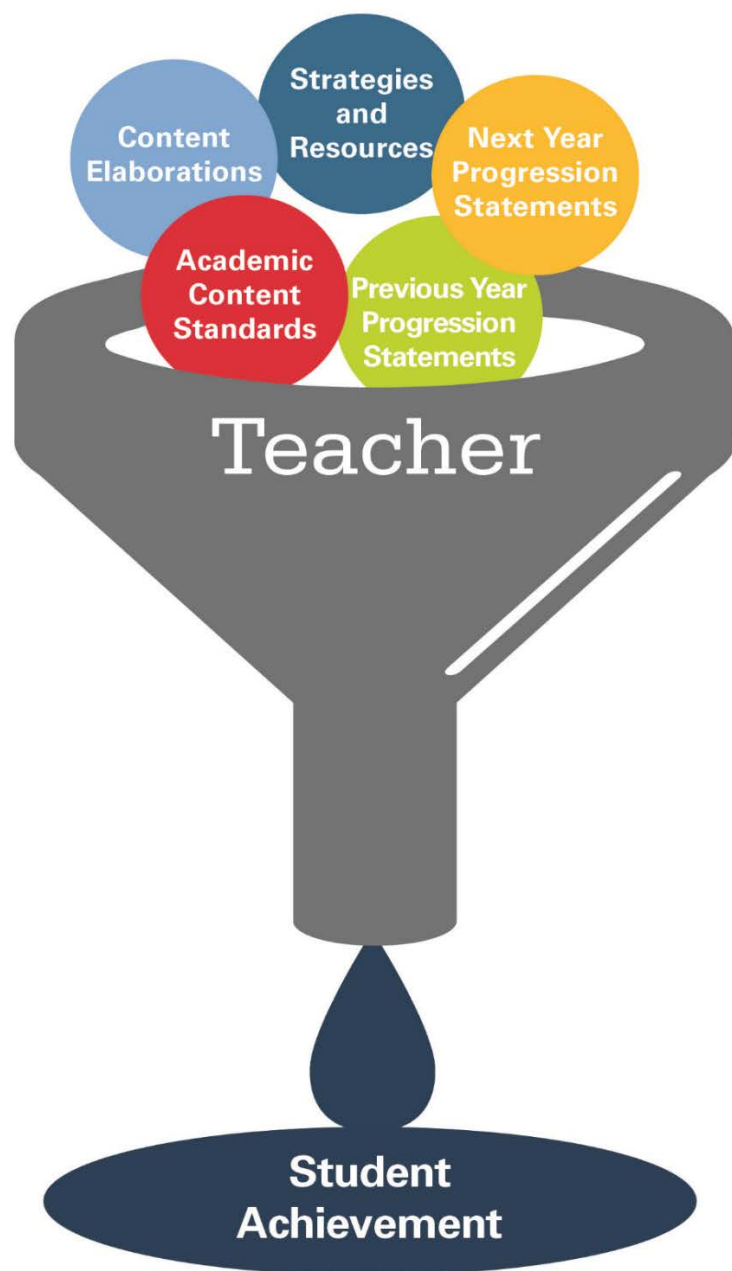 Strategies
and
Resources
Content
Elaborations
Next Year
Progression
Statements
Academic
Content
Standards
Previous Year
Progression
Statements
Teacher
Student
Achievement